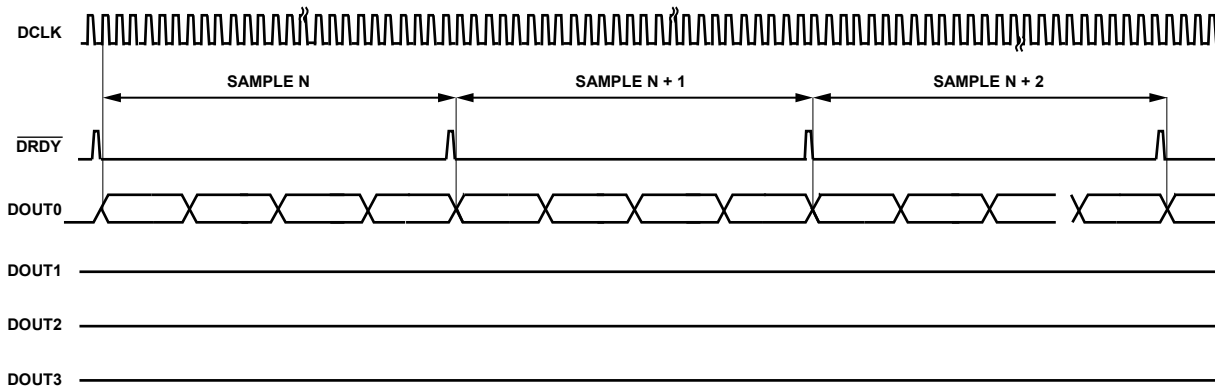 DCLK
SAMPLE N
SAMPLE N + 1
SAMPLE N + 2
DRDY
DOUT0
DOUT1
DOUT2
DOUT3